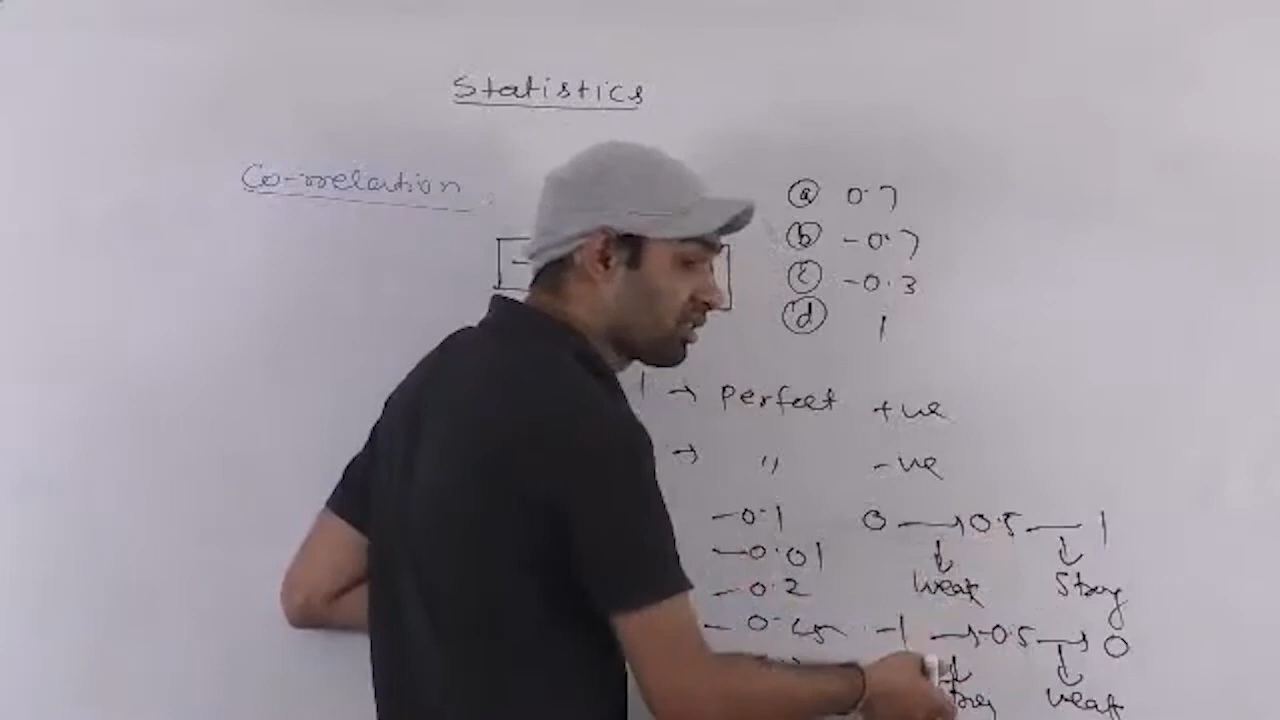 Statistics
Co-rrelation
ⓐ 0.7
ⓑ -0.7
ⓒ -0.3
ⓓ 1
1 → perfect +ve
→ " -ve
-0.1 0 → 0.5 — 1
-0.01
-0.2 weak Strong
-0.45 -1 → -0.5 → 0
weak